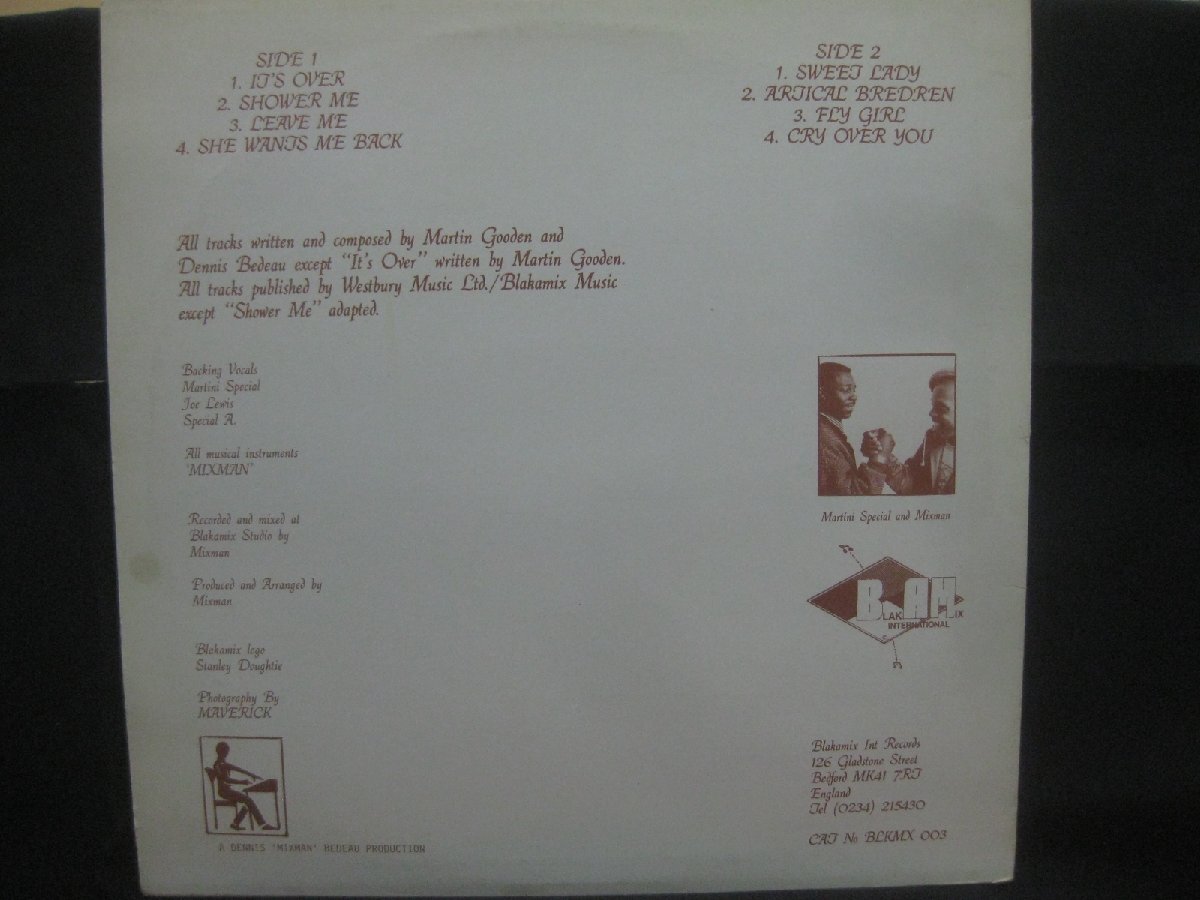 SIDE 1
1. IT'S OVER
2. SHOWER ME
3. LEAVE ME
4. SHE WANTS ME BACK
SIDE 2
1. SWEET LADY
2. ARTICAL BREDREN
3. FLY GIRL
4. CRY OVER YOU
All tracks written and composed by Martin Gooden and
Dennis Bedeau except "It's Over" written by Martin Gooden.
All tracks published by Westbury Music Ltd./Blakamix Music
except "Shower Me" adapted.
Backing Vocals
Martini Special
Joe Lewis
Special A.
All musical instruments
"MIXMAN"
Recorded and mixed at
Blakamix Studio by
Mixman
Produced and Arranged by
Mixman
Blakamix logo
Stanley Doughtie
Photography By
MAVERICK
A DENNIS 'MIXMAN' BEDEAU PRODUCTION
Martini Special and Mixman
BLAKAMIX
INTERNATIONAL
Blakamix Int Records
126 Gladstone Street
Bedford MK41 7RT
England
Tel (0234) 215430
CAT No BLKMX 003